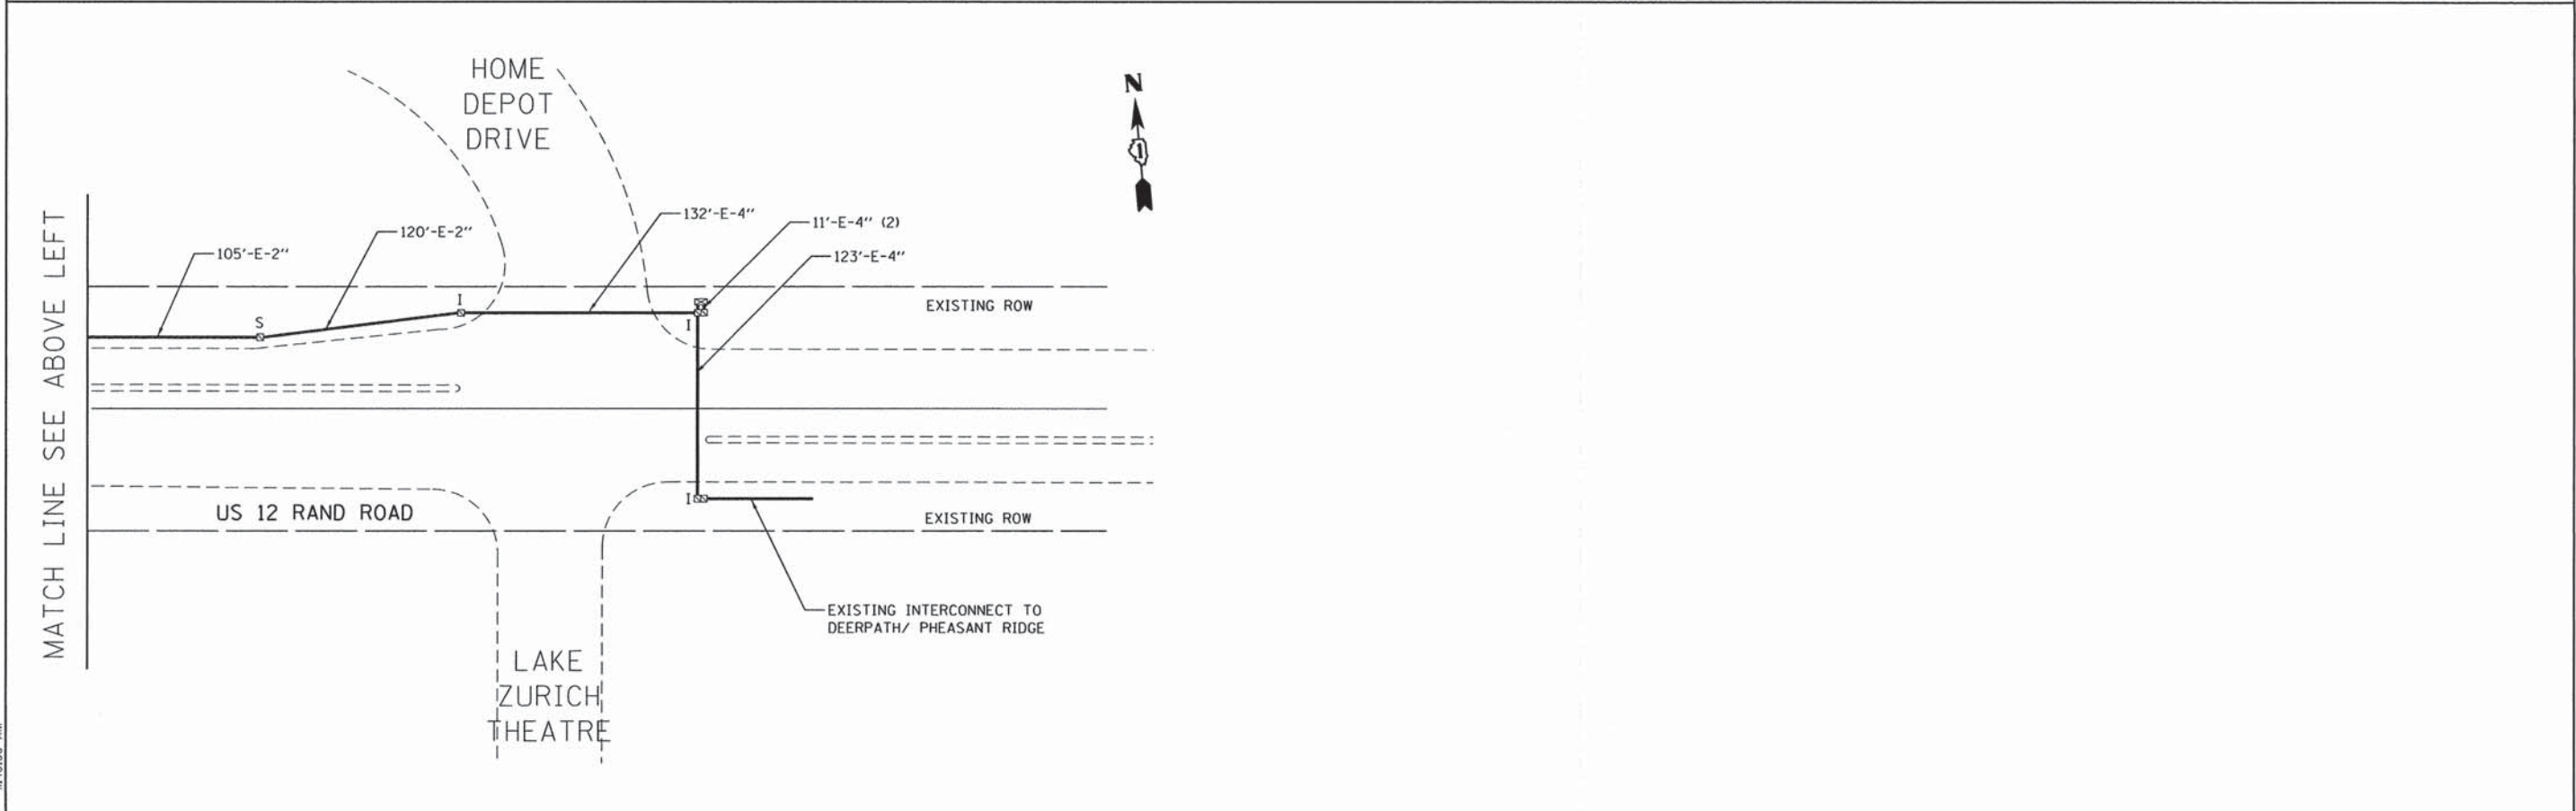 HOME
DEPOT
DRIVE
N
1
132'-E-4''
11'-E-4'' (2)
120'-E-2''
105'-E-2''
123'-E-4''
MATCH LINE SEE ABOVE LEFT
I
EXISTING ROW
S
I
I
US 12 RAND ROAD
EXISTING ROW
EXISTING INTERCONNECT TO
DEERPATH/ PHEASANT RIDGE
LAKE
ZURICH
THEATRE